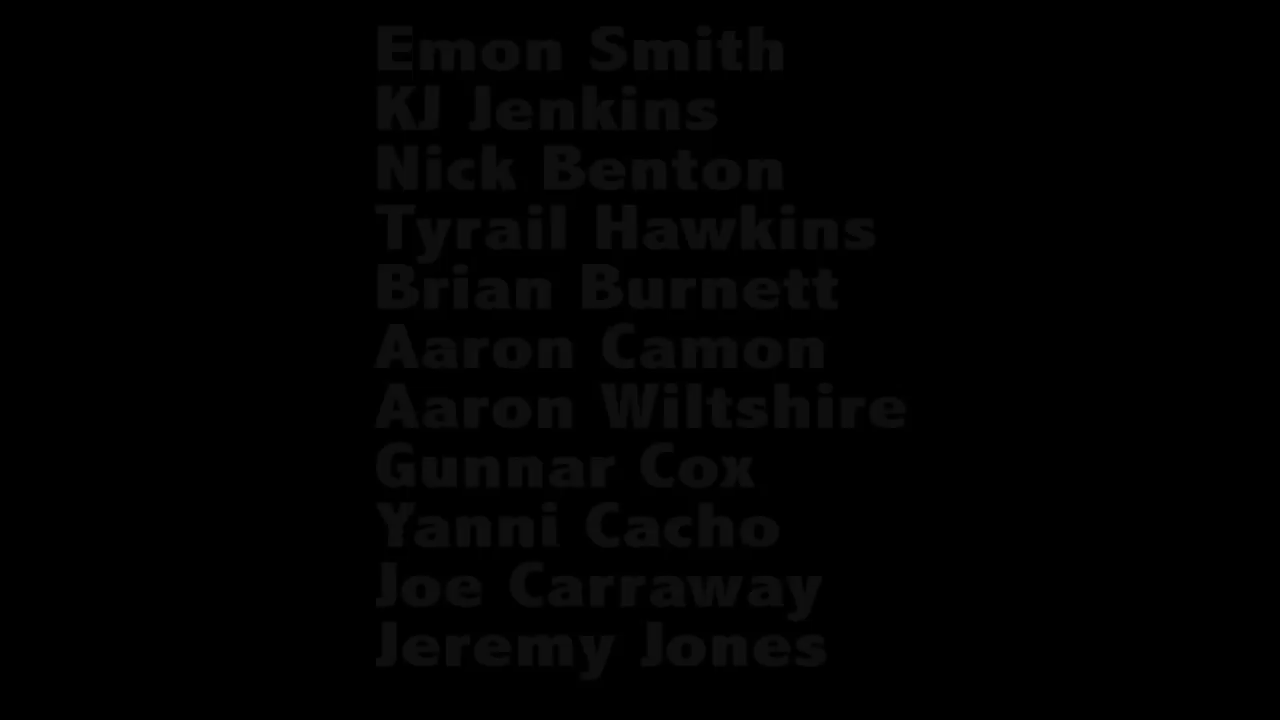 Emon Smith
KJ Jenkins
Nick Benton
Tyrail Hawkins
Brian Burnett
Aaron Camon
Aaron Wiltshire
Gunnar Cox
Yanni Cacho
Joe Carraway
Jeremy Jones